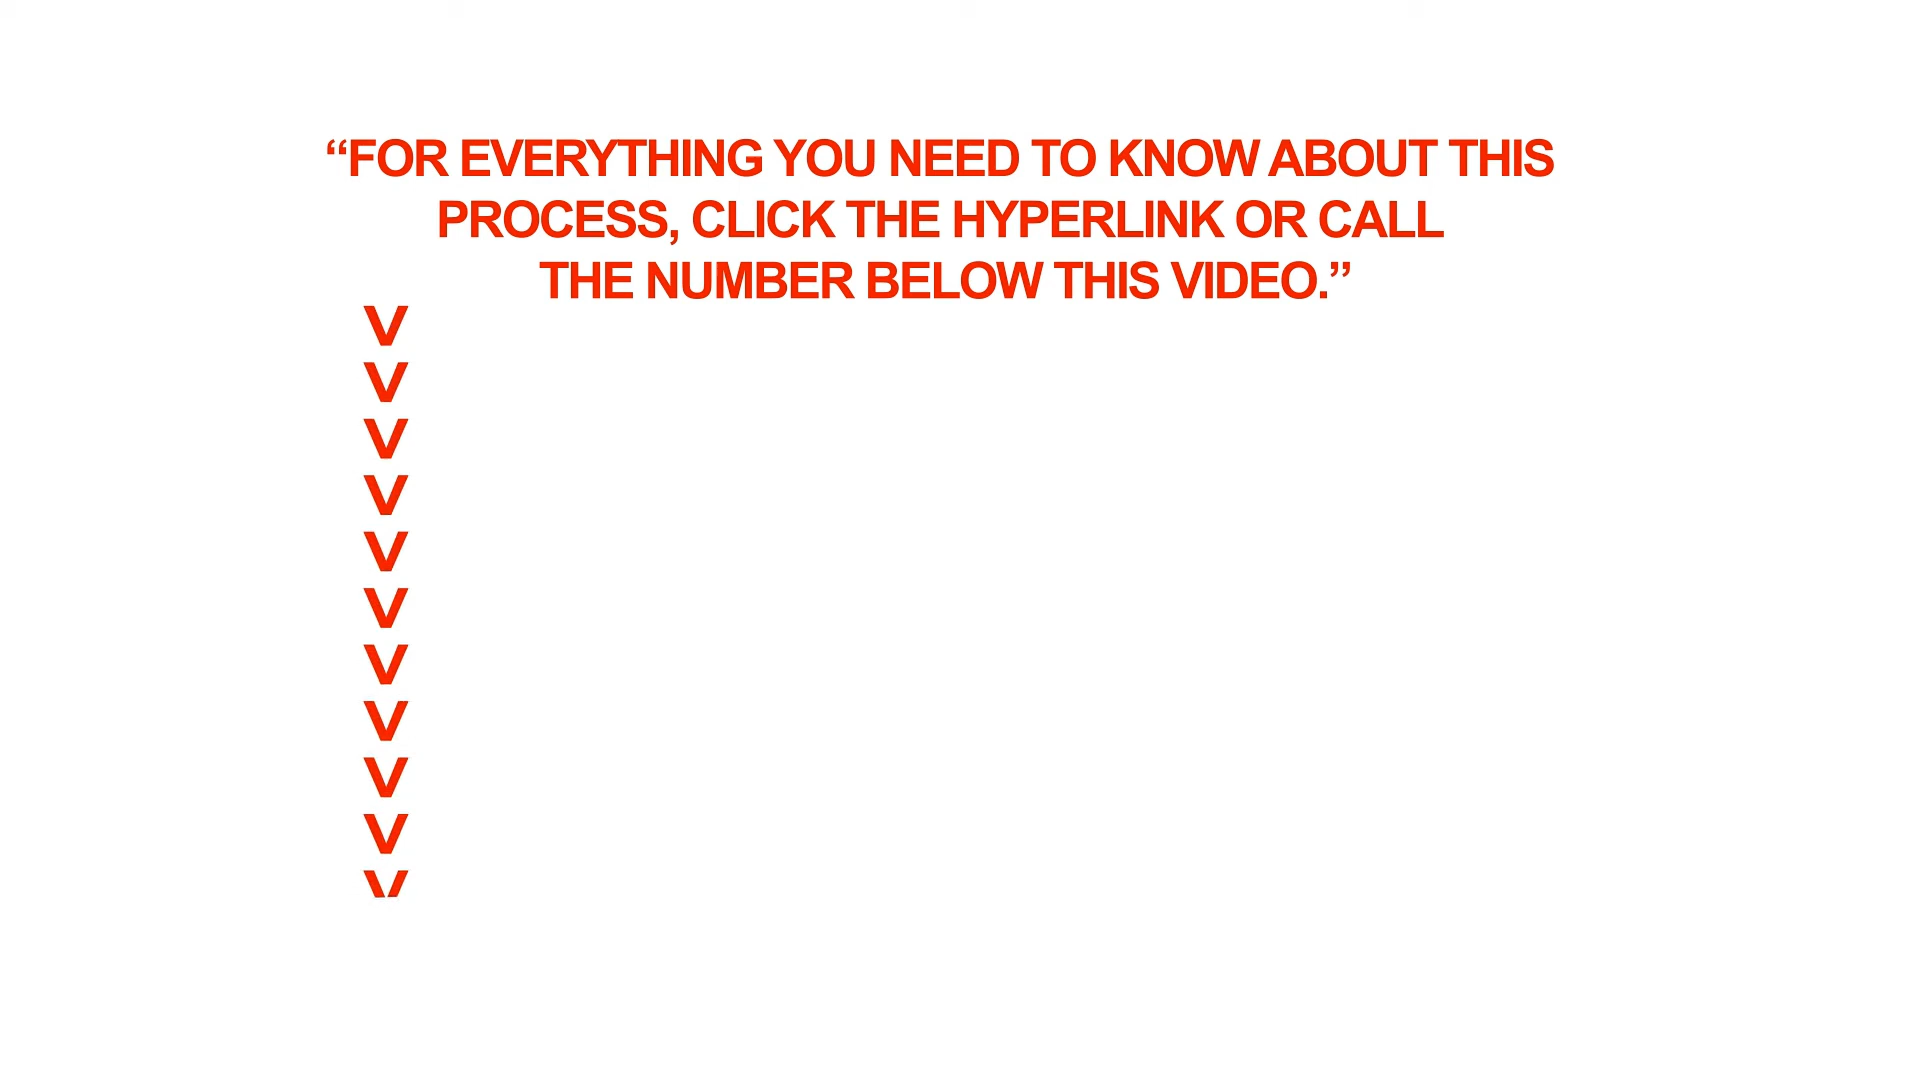 “FOR EVERYTHING YOU NEED TO KNOW ABOUT THIS
PROCESS, CLICK THE HYPERLINK OR CALL
THE NUMBER BELOW THIS VIDEO.”
V
V
V
V
V
V
V
V
V
V
V